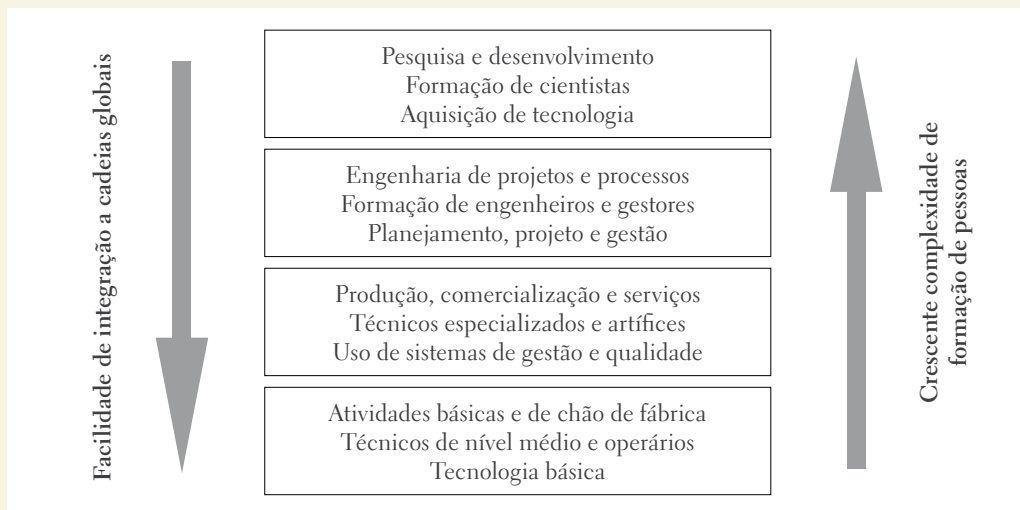 Facilidade de integração a cadeias globais
Pesquisa e desenvolvimento
Formação de cientistas
Aquisição de tecnologia
Engenharia de projetos e processos
Formação de engenheiros e gestores
Planejamento, projeto e gestão
Produção, comercialização e serviços
Técnicos especializados e artífices
Uso de sistemas de gestão e qualidade
Atividades básicas e de chão de fábrica
Técnicos de nível médio e operários
Tecnologia básica
Crescente complexidade de
formação de pessoas